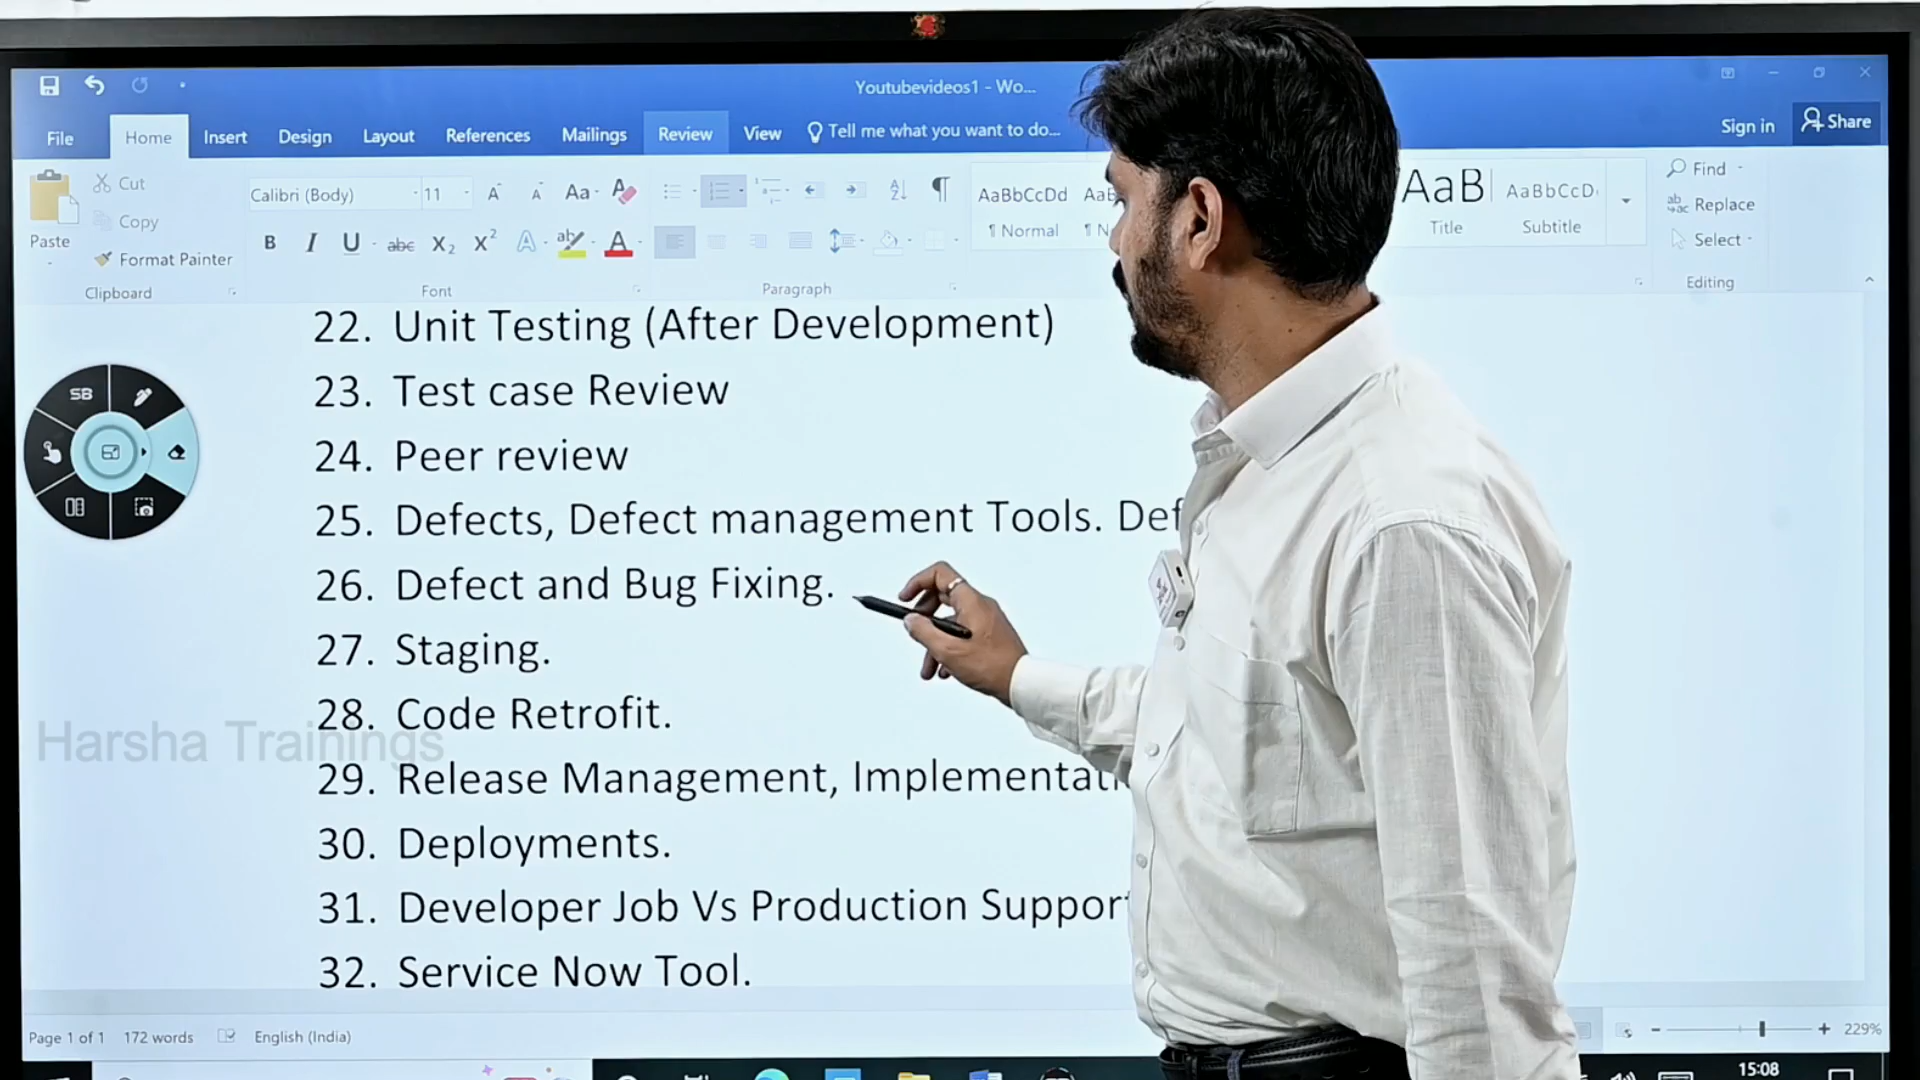 Youtubevideos1 - Wo...
File Home Insert Design Layout References Mailings Review View Tell me what you want to do... Sign in Share
Paste Cut Copy Format Painter
Calibri (Body) 11
AaBbCcDd AaB AaBbCcD
¶ Normal Title Subtitle
Find Replace Select
Clipboard Font Paragraph Editing
22. Unit Testing (After Development)
23. Test case Review
24. Peer review
25. Defects, Defect management Tools. Def
26. Defect and Bug Fixing.
27. Staging.
28. Code Retrofit.
29. Release Management, Implementati
30. Deployments.
31. Developer Job Vs Production Support
32. Service Now Tool.
SB
Harsha Trainings
Page 1 of 1 172 words English (India) 229%
15:08